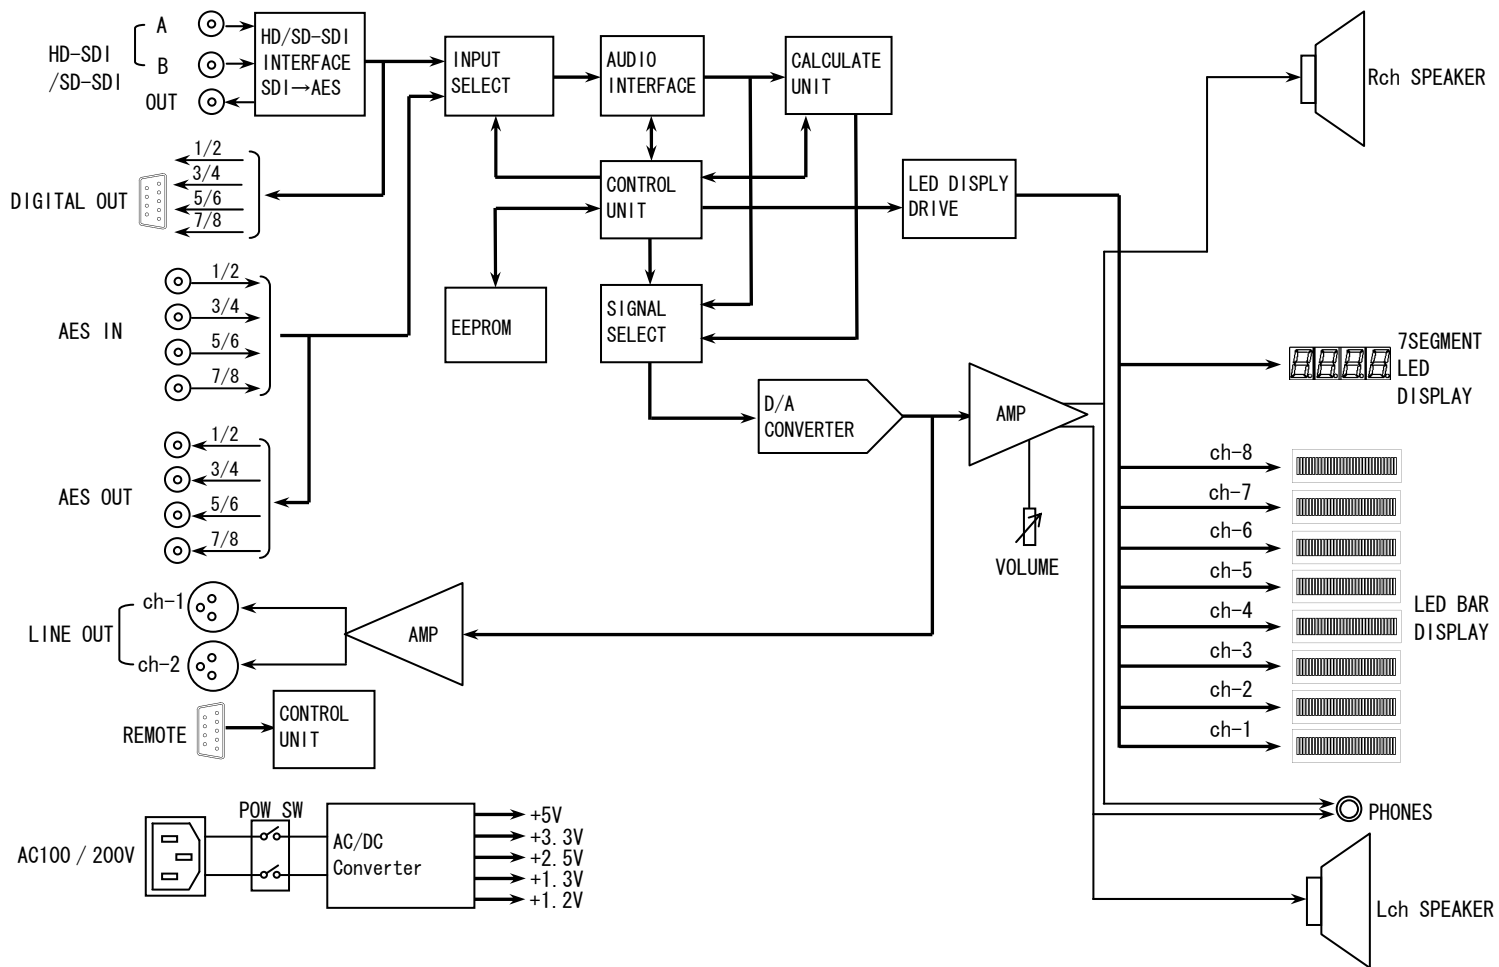 HD-SDI
/SD-SDI
A
B
OUT
HD/SD-SDI
INTERFACE
SDI→AES
INPUT
SELECT
AUDIO
INTERFACE
CALCULATE
UNIT
Rch SPEAKER
DIGITAL OUT
1/2
3/4
5/6
7/8
CONTROL
UNIT
LED DISPLY
DRIVE
AES IN
1/2
3/4
5/6
7/8
EEPROM
SIGNAL
SELECT
7SEGMENT
LED
DISPLAY
8.8.8.8.
D/A
CONVERTER
AMP
VOLUME
AES OUT
1/2
3/4
5/6
7/8
ch-8
ch-7
ch-6
ch-5
ch-4
ch-3
ch-2
ch-1
LED BAR
DISPLAY
LINE OUT
ch-1
ch-2
AMP
REMOTE
CONTROL
UNIT
PHONES
AC100 / 200V
POW SW
AC/DC
Converter
+5V
+3.3V
+2.5V
+1.3V
+1.2V
Lch SPEAKER